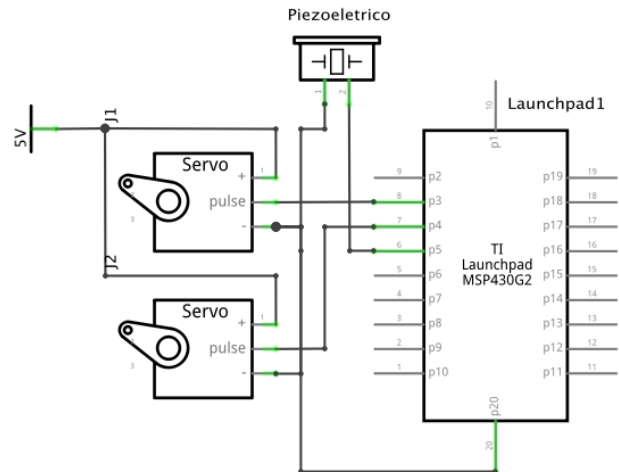 Piezoeletrico
1
2
5V
J1
J2
Servo
+
pulse
-
1
3
Servo
+
pulse
-
1
3
Launchpad1
10
p1
9
p2
8
p3
7
p4
6
p5
5
p6
4
p7
3
p8
2
p9
1
p10
p19
19
p18
18
p17
17
p16
16
p15
15
p14
14
p13
13
p12
12
p11
11
TI
Launchpad
MSP430G2
p20
20